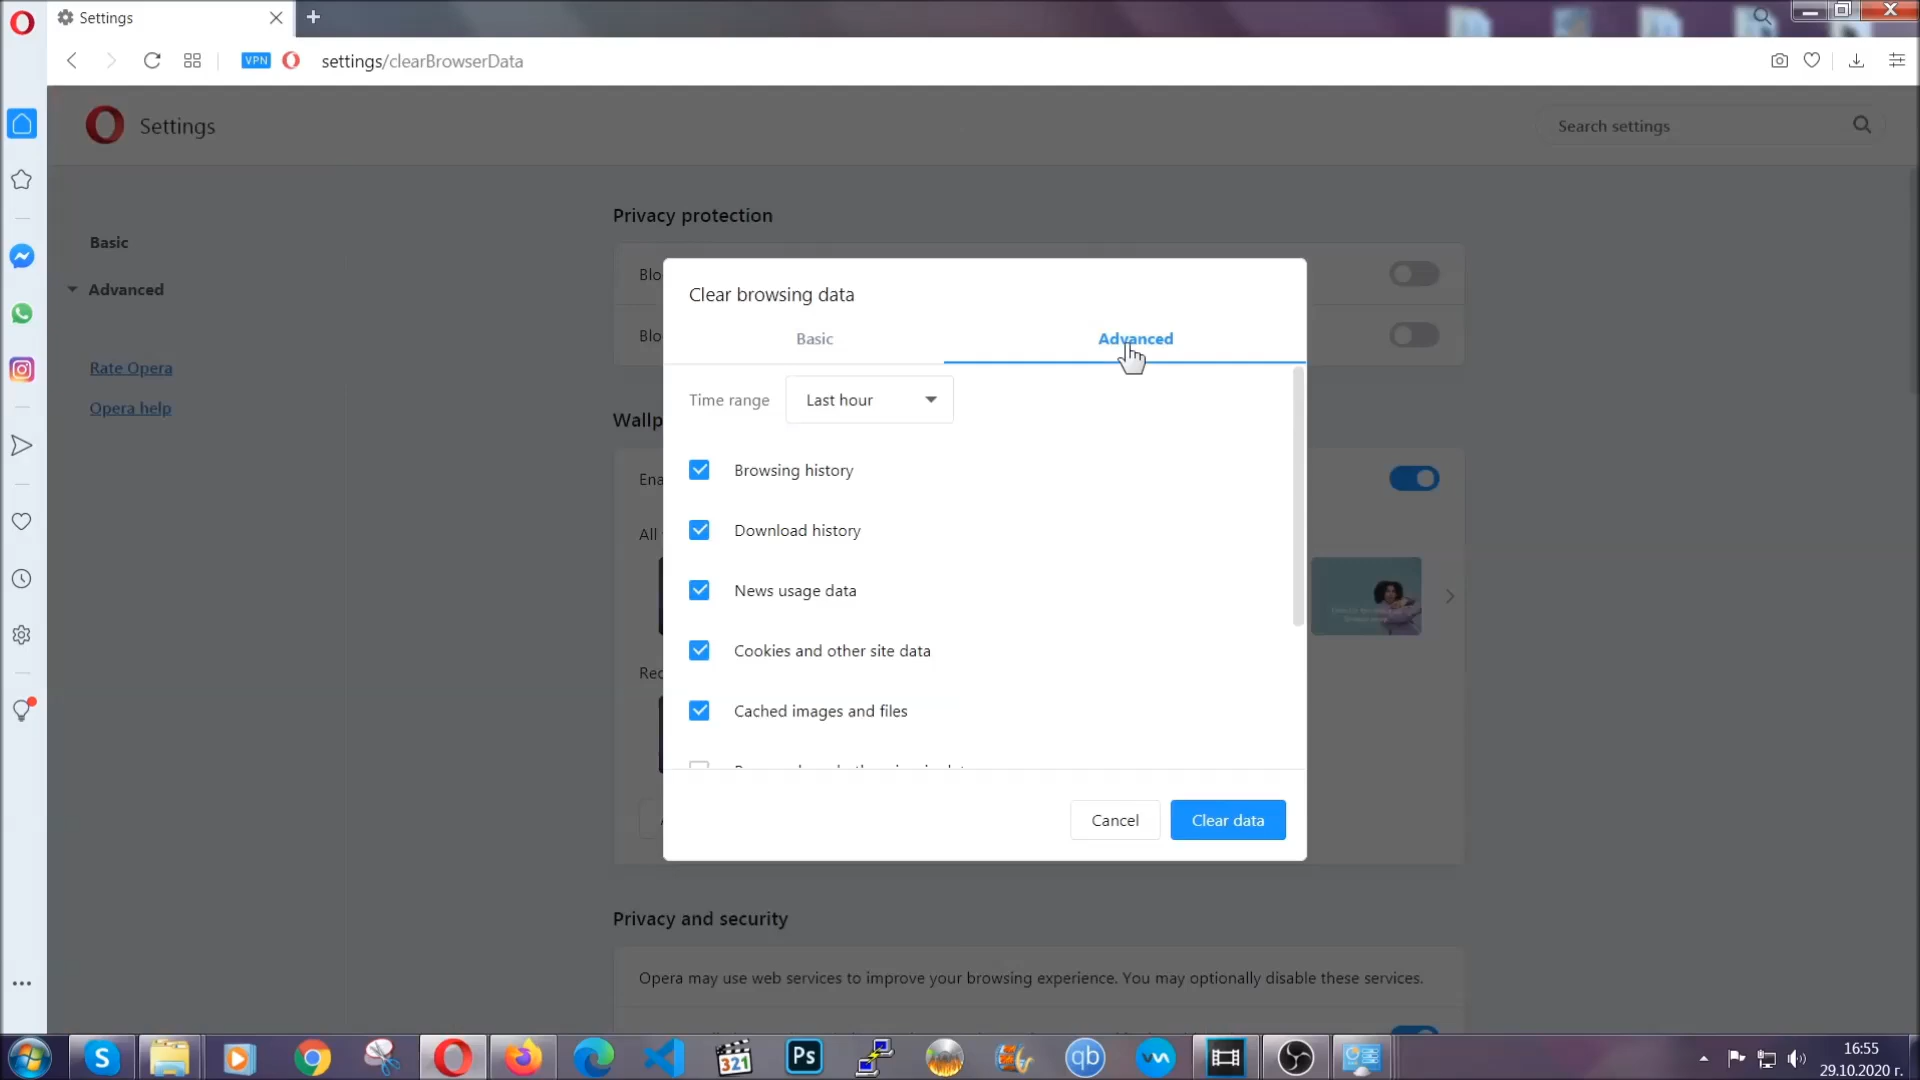 Settings
VPN
settings/clearBrowserData
Settings
Search settings
Privacy protection
Basic
Blo
Advanced
Blo
Rate Opera
Opera help
Clear browsing data
Basic
Advanced
Time range
Last hour
Browsing history
Download history
News usage data
Cookies and other site data
Cached images and files
Cancel
Clear data
Wallp
Ena
All
Rec
Privacy and security
Opera may use web services to improve your browsing experience. You may optionally disable these services.
S
321
Ps
qb
16:55
29.10.2020 г.